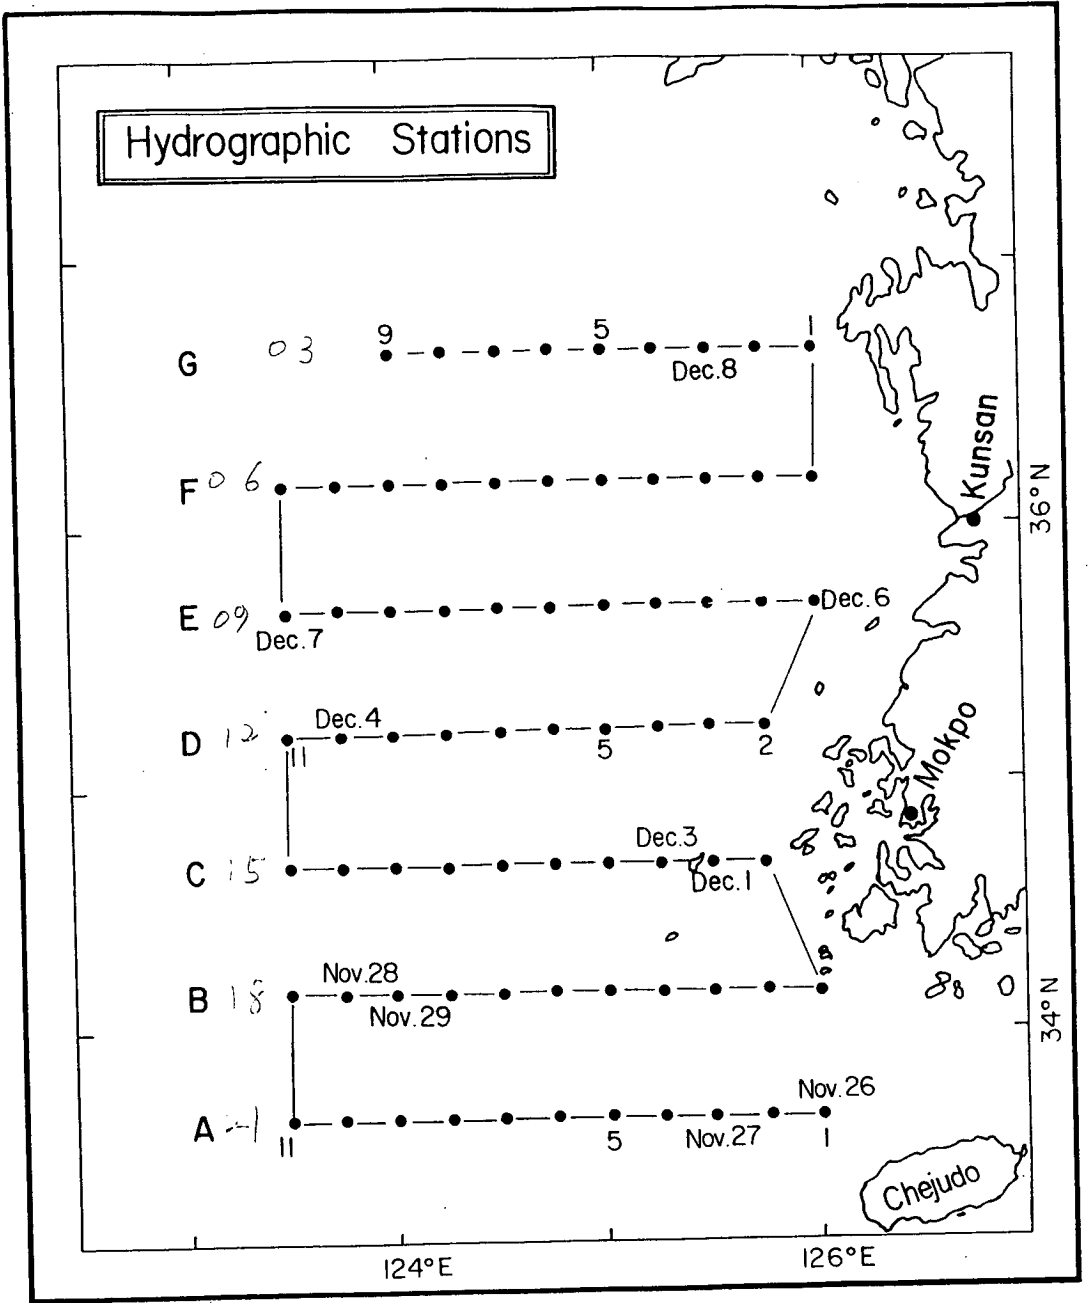 Hydrographic Stations
9 5 1
G 03
Dec.8
Kunsan
F 06
36°N
E 09
Dec.6
Dec.7
Mokpo
Dec.4
D 12
11 5 2
Dec.3
C 15
Dec.1
Nov.28
B 18
Nov.29
34°N
Nov.26
A
11 5 Nov.27 1
Chejudo
124°E 126°E